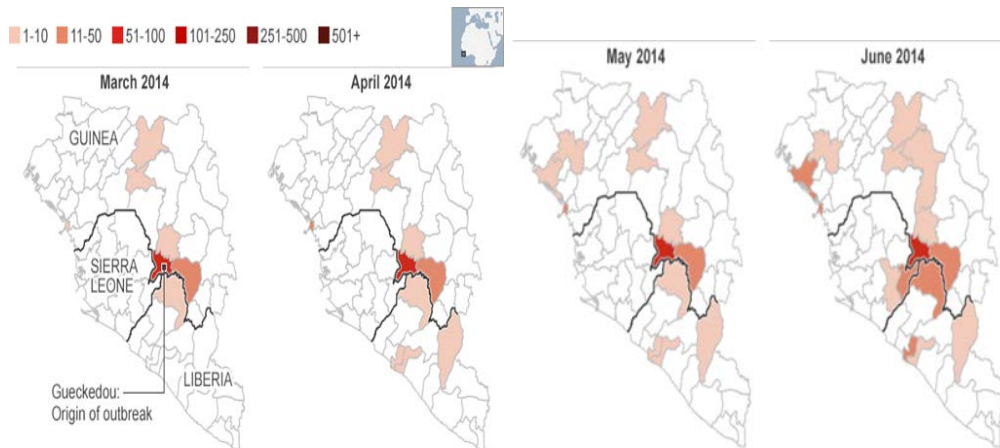 1-10 11-50 51-100 101-250 251-500 501+
March 2014
April 2014
May 2014
June 2014
GUINEA
SIERRA
LEONE
LIBERIA
Gueckedou:
Origin of outbreak